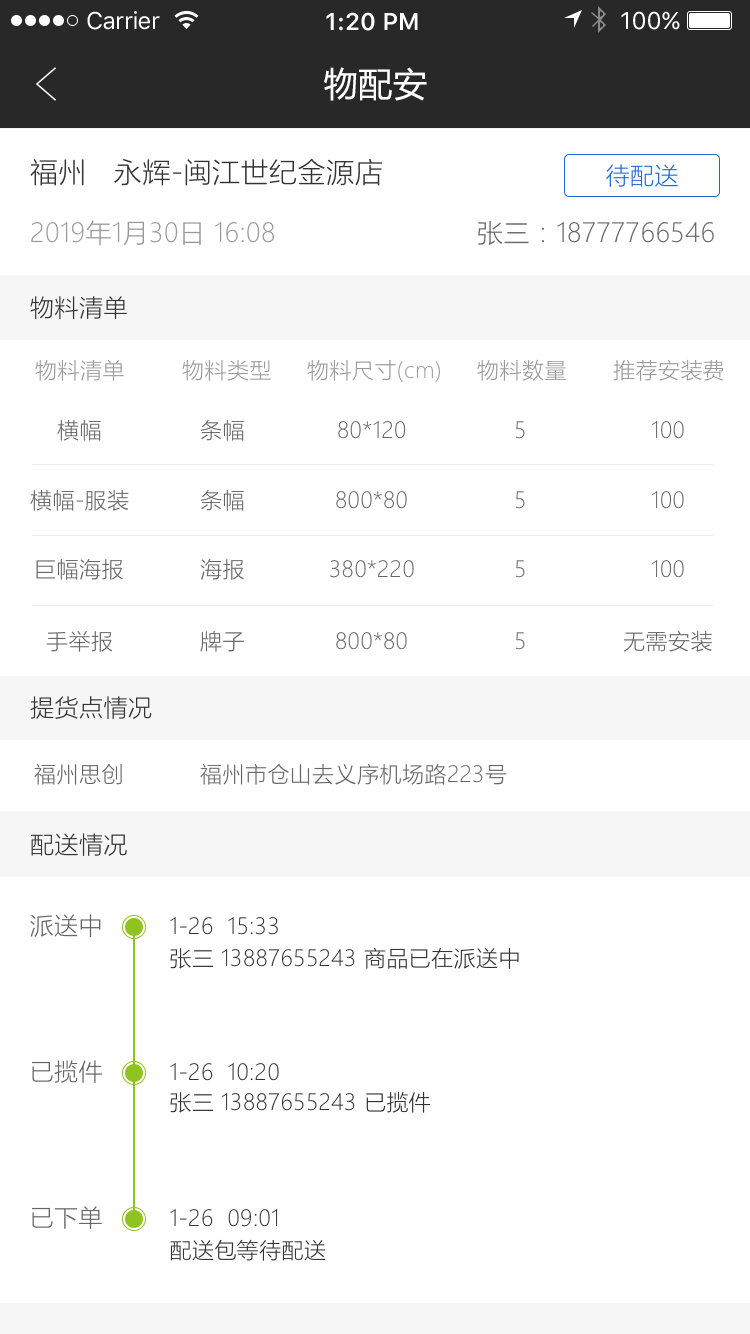 Carrier 1:20 PM 100%
物配安
福州 永辉-闽江世纪金源店 待配送
2019年1月30日 16:08 张三：18777766546
物料清单
物料清单 物料类型 物料尺寸(cm) 物料数量 推荐安装费
横幅 条幅 80*120 5 100
横幅-服装 条幅 800*80 5 100
巨幅海报 海报 380*220 5 100
手举报 牌子 800*80 5 无需安装
提货点情况
福州思创 福州市仓山去义序机场路223号
配送情况
派送中 1-26 15:33
张三 13887655243 商品已在派送中
已揽件 1-26 10:20
张三 13887655243 已揽件
已下单 1-26 09:01
配送包等待配送